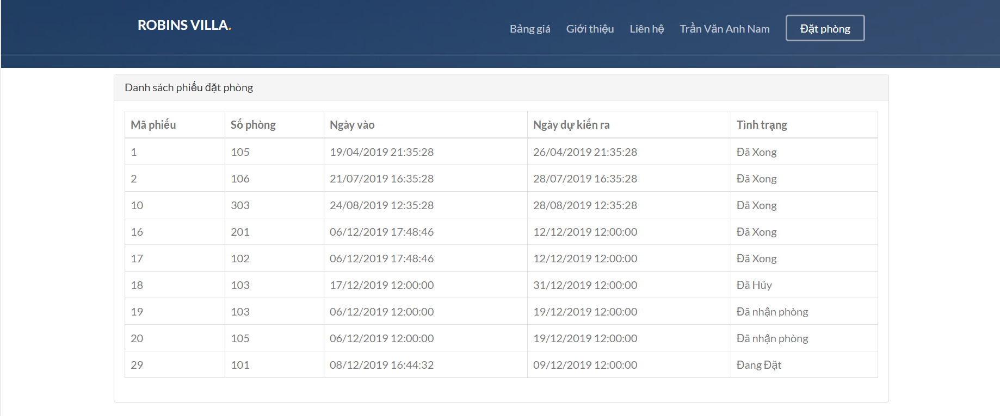 ROBINS VILLA.
Bảng giá Giới thiệu Liên hệ Trần Văn Anh Nam Đặt phòng
Danh sách phiếu đặt phòng
Mã phiếu Số phòng Ngày vào Ngày dự kiến ra Tình trạng
1 105 19/04/2019 21:35:28 26/04/2019 21:35:28 Đã Xong
2 106 21/07/2019 16:35:28 28/07/2019 16:35:28 Đã Xong
10 303 24/08/2019 12:35:28 28/08/2019 12:35:28 Đã Xong
16 201 06/12/2019 17:48:46 12/12/2019 12:00:00 Đã Xong
17 102 06/12/2019 17:48:46 12/12/2019 12:00:00 Đã Xong
18 103 17/12/2019 12:00:00 31/12/2019 12:00:00 Đã Hủy
19 103 06/12/2019 12:00:00 19/12/2019 12:00:00 Đã nhận phòng
20 105 06/12/2019 12:00:00 19/12/2019 12:00:00 Đã nhận phòng
29 101 08/12/2019 16:44:32 09/12/2019 12:00:00 Đang Đặt